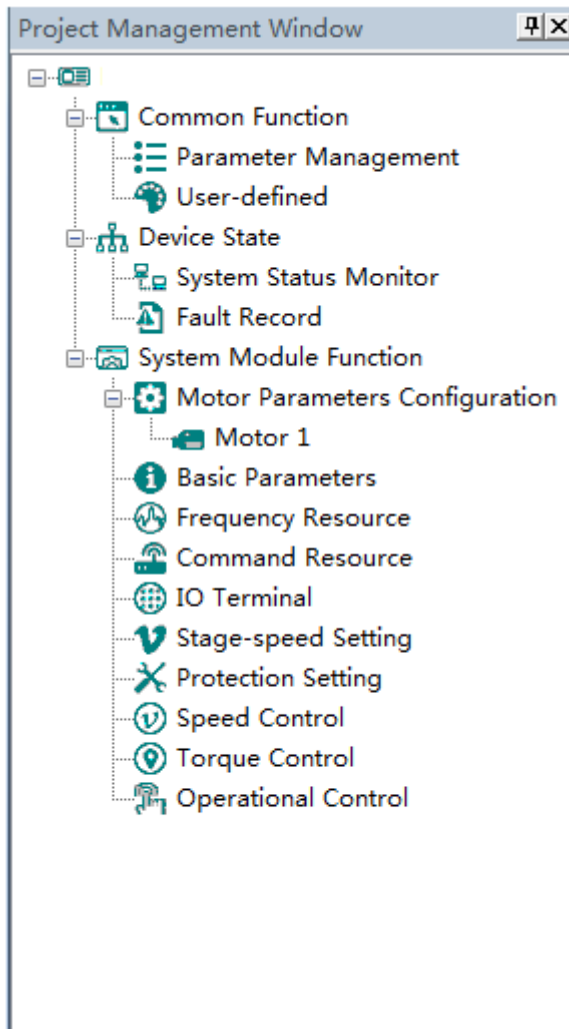 Project Management Window
Common Function
Parameter Management
User-defined
Device State
System Status Monitor
Fault Record
System Module Function
Motor Parameters Configuration
Motor 1
Basic Parameters
Frequency Resource
Command Resource
IO Terminal
Stage-speed Setting
Protection Setting
Speed Control
Torque Control
Operational Control